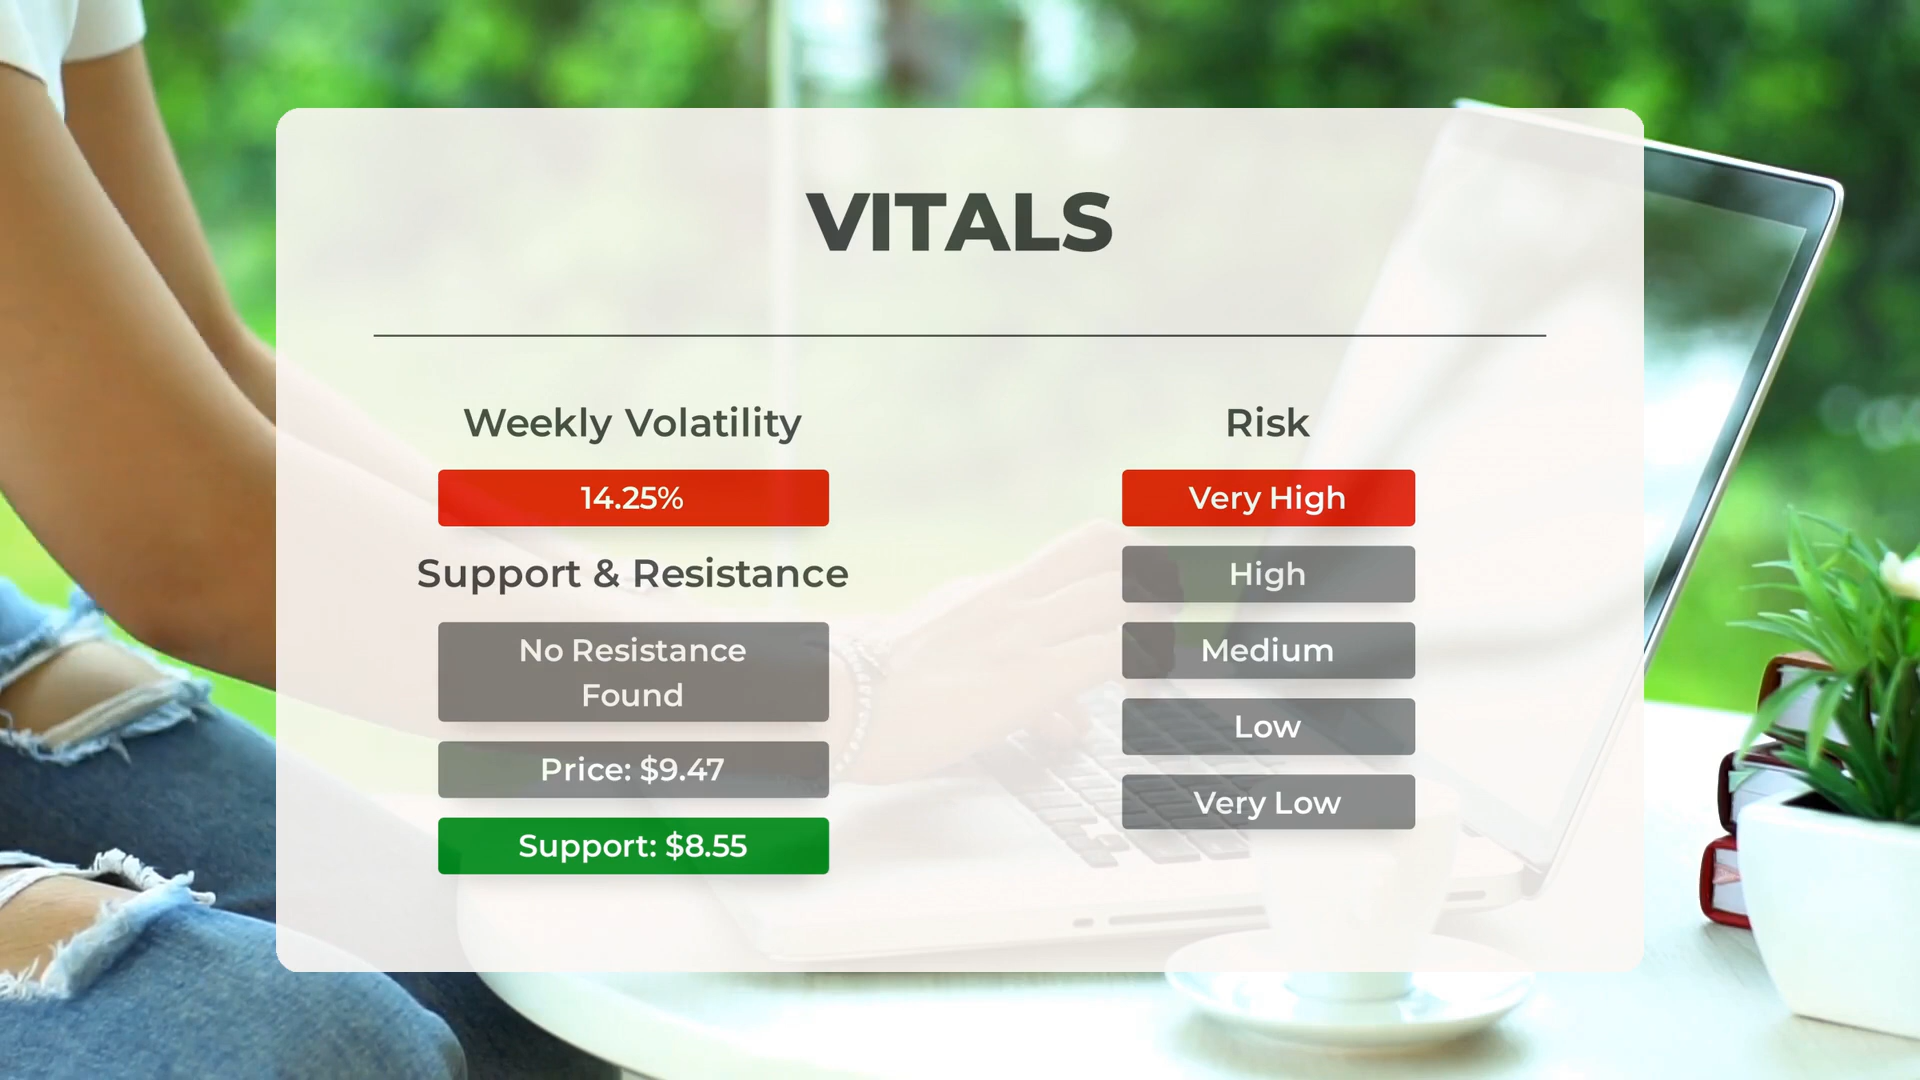 VITALS
Weekly Volatility
14.25%
Support & Resistance
No Resistance
Found
Price: $9.47
Support: $8.55
Risk
Very High
High
Medium
Low
Very Low